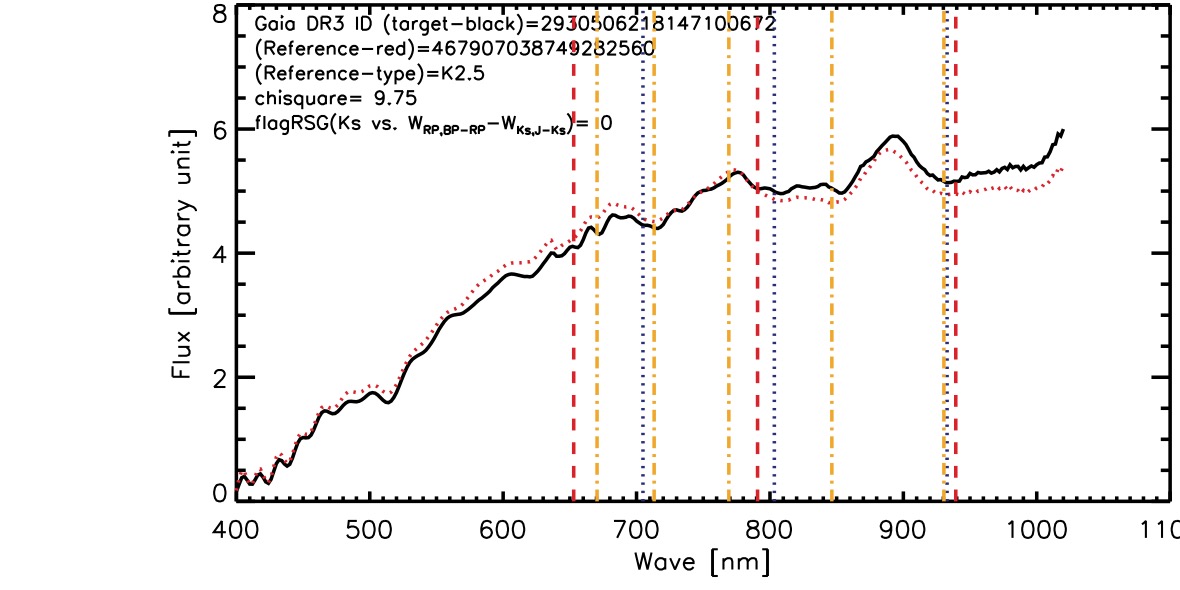 Gaia DR3 ID (target-black)=2930506218147100672
(Reference-red)=467907038749282560
(Reference-type)=K2.5
chisquare= 9.75
flagRSG(Ks vs. W_RP,BP-RP-W_Ks,J-Ks)= 0
8
6
4
2
0
Flux [arbitrary unit]
400 500 600 700 800 900 1000 110
Wave [nm]